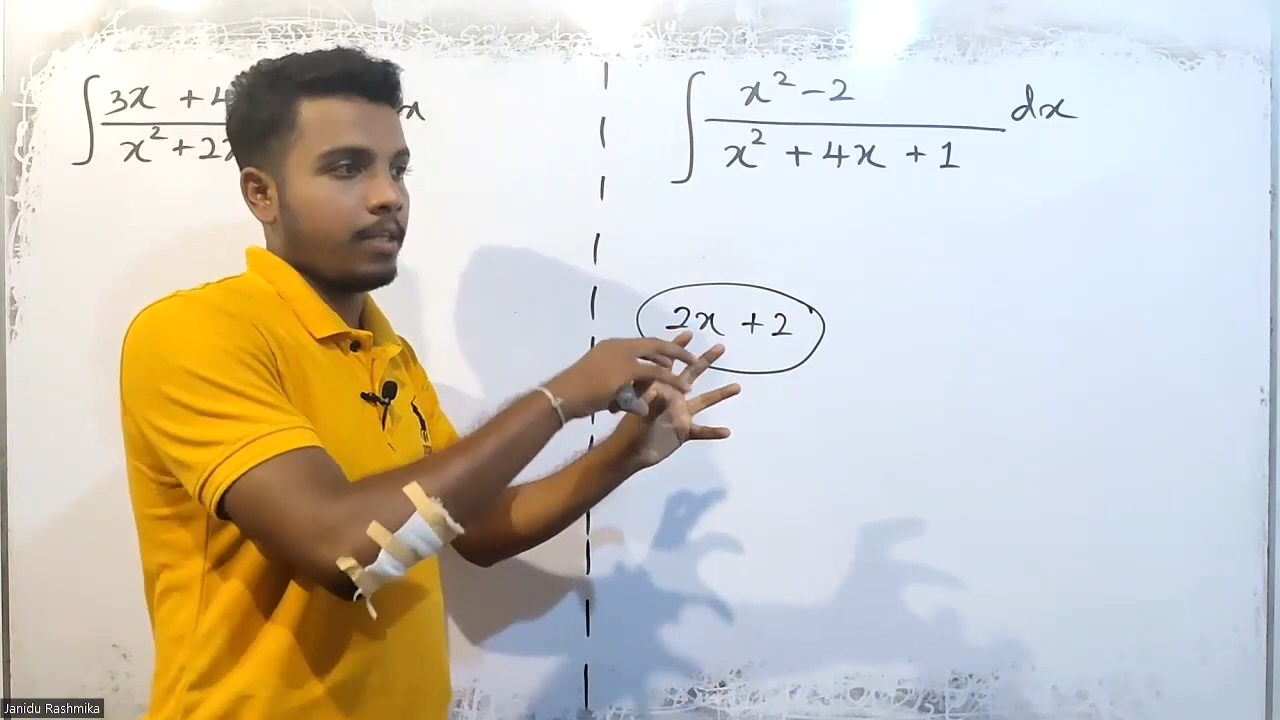 ∫ 3x + 4
x² + 2x
x
∫ x² - 2 dx
x² + 4x + 1
2x + 2
Janidu Rashmika